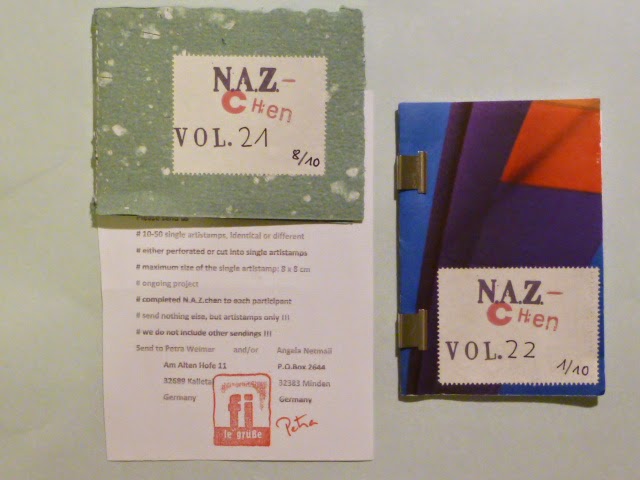 N.A.Z.–
CHen
VOL. 21
8/10
# 10-50 single artistamps, identical or different
# either perforated or cut into single artistamps
# maximum size of the single artistamp: 8 x 8 cm
# ongoing project
# completed N.A.Z.chan to each participant
# send nothing else, but artistamps only !!!
# we do not include other sendings !!!
Send to Petra Weimer and/or Angela Netmail
Am Alten Hofe 11 P.O.Box 2644
32689 Kalletal 32383 Minden
Germany Germany
fi
le grüße
Petra
N.A.Z.–
CHen
VOL. 22
1/10